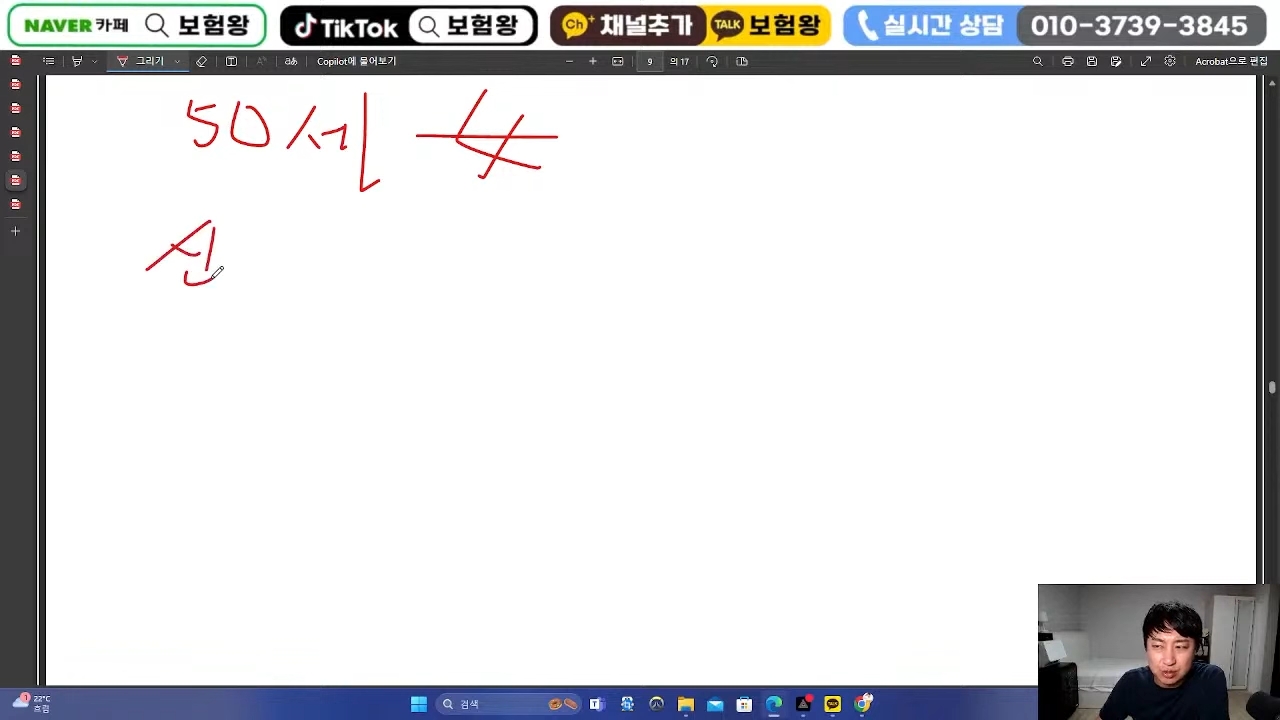 NAVER 카페 보험왕 TikTok 보험왕 Ch+ 채널추가 TALK 보험왕 실시간 상담 010-3739-3845
그리기 Copilot에 물어보기 9 의 17 Acrobat으로 편집
50세 女
신
22°C
흐림
검색